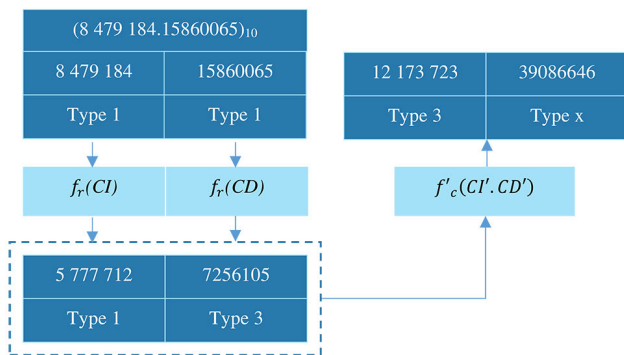 (8 479 184.15860065)₁₀
8 479 184 15860065
Type 1 Type 1
fᵣ(CI) fᵣ(CD)
5 777 712 7256105
Type 1 Type 3
12 173 723 39086646
Type 3 Type x
f'_c(CI'.CD')